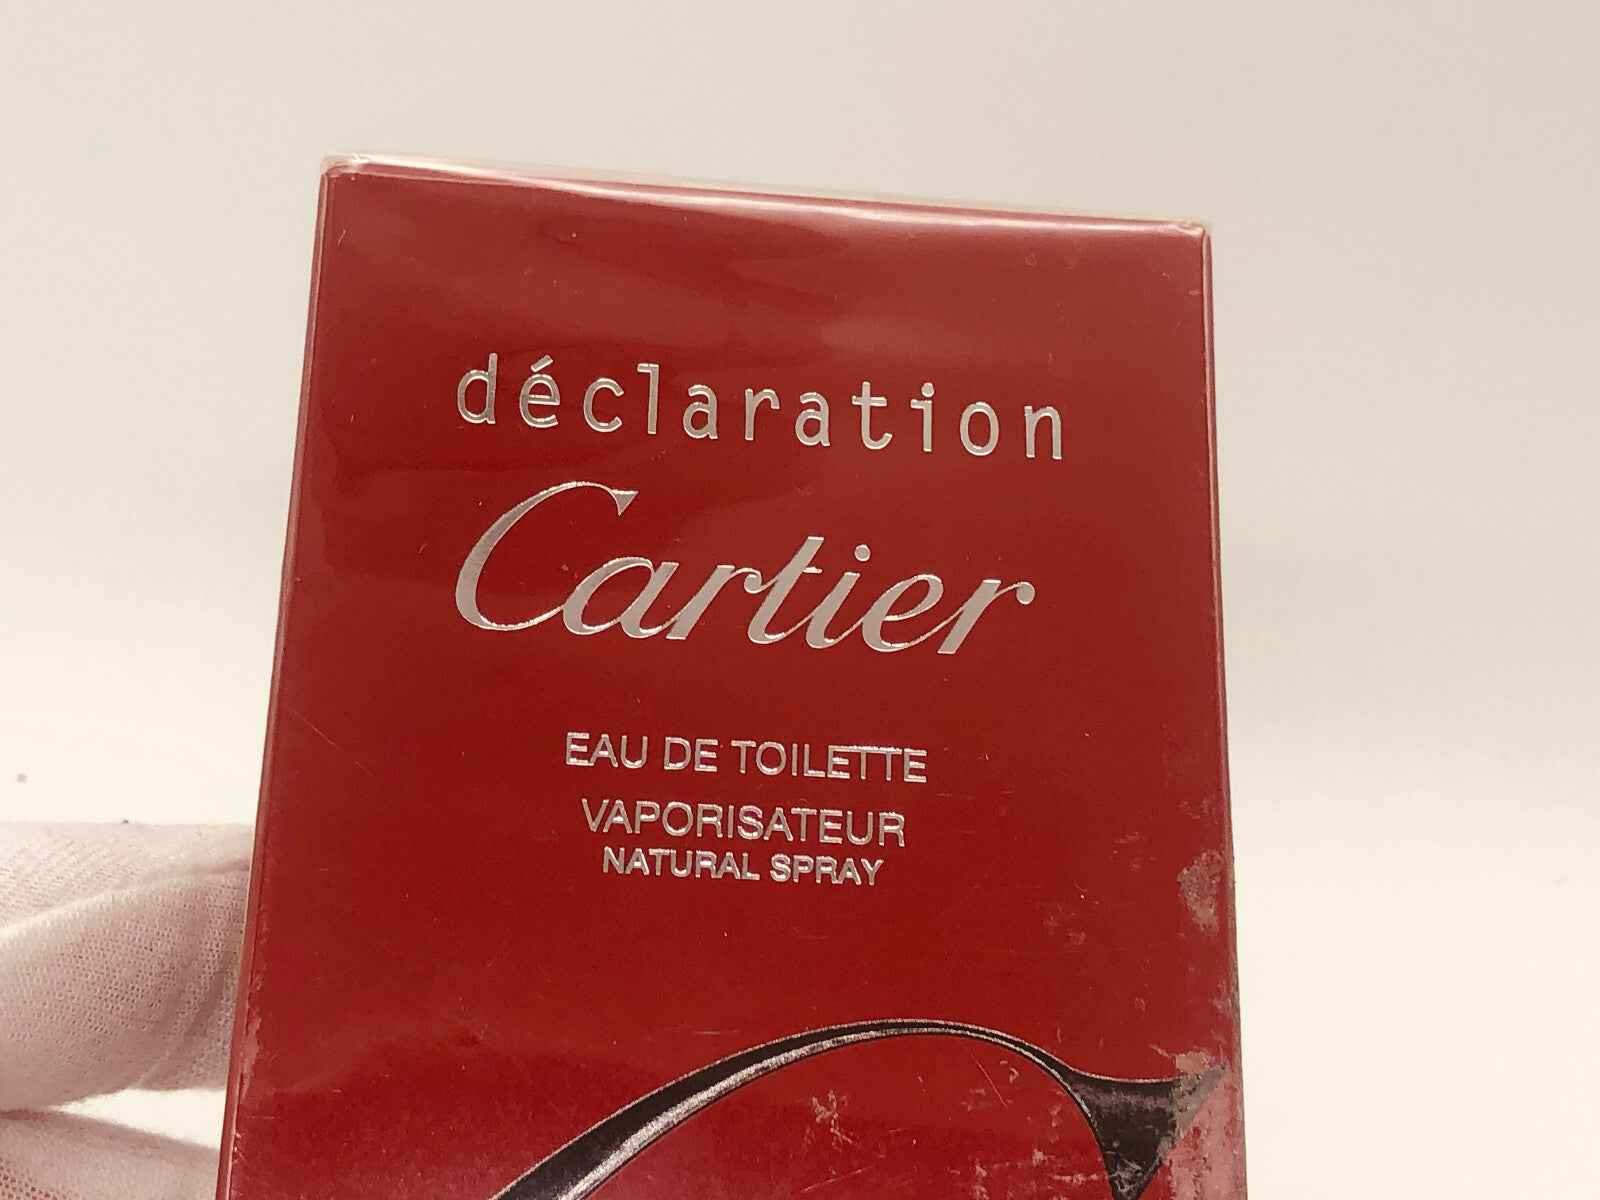 déclaration
Cartier
EAU DE TOILETTE
VAPORISATEUR
NATURAL SPRAY